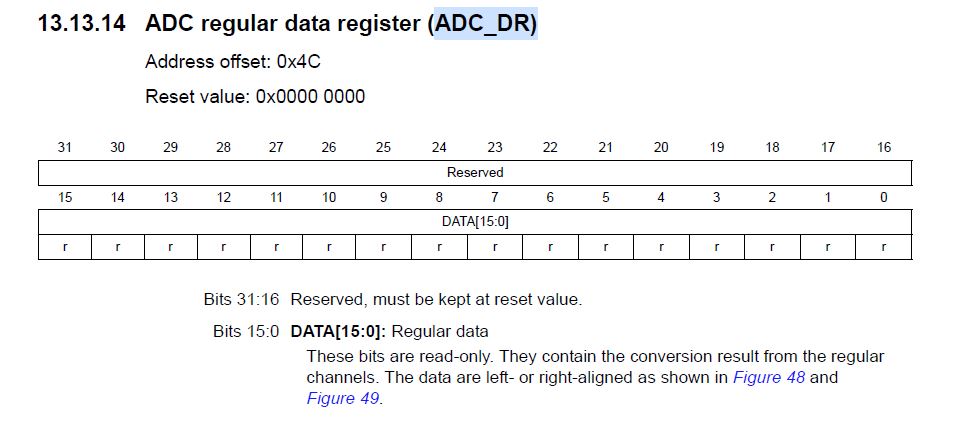 13.13.14 ADC regular data register (ADC_DR)
Address offset: 0x4C
Reset value: 0x0000 0000
31 30 29 28 27 26 25 24 23 22 21 20 19 18 17 16
Reserved
15 14 13 12 11 10 9 8 7 6 5 4 3 2 1 0
DATA[15:0]
r r r r r r r r r r r r r r r r
Bits 31:16 Reserved, must be kept at reset value.
Bits 15:0 DATA[15:0]: Regular data
These bits are read-only. They contain the conversion result from the regular
channels. The data are left- or right-aligned as shown in Figure 48 and
Figure 49.